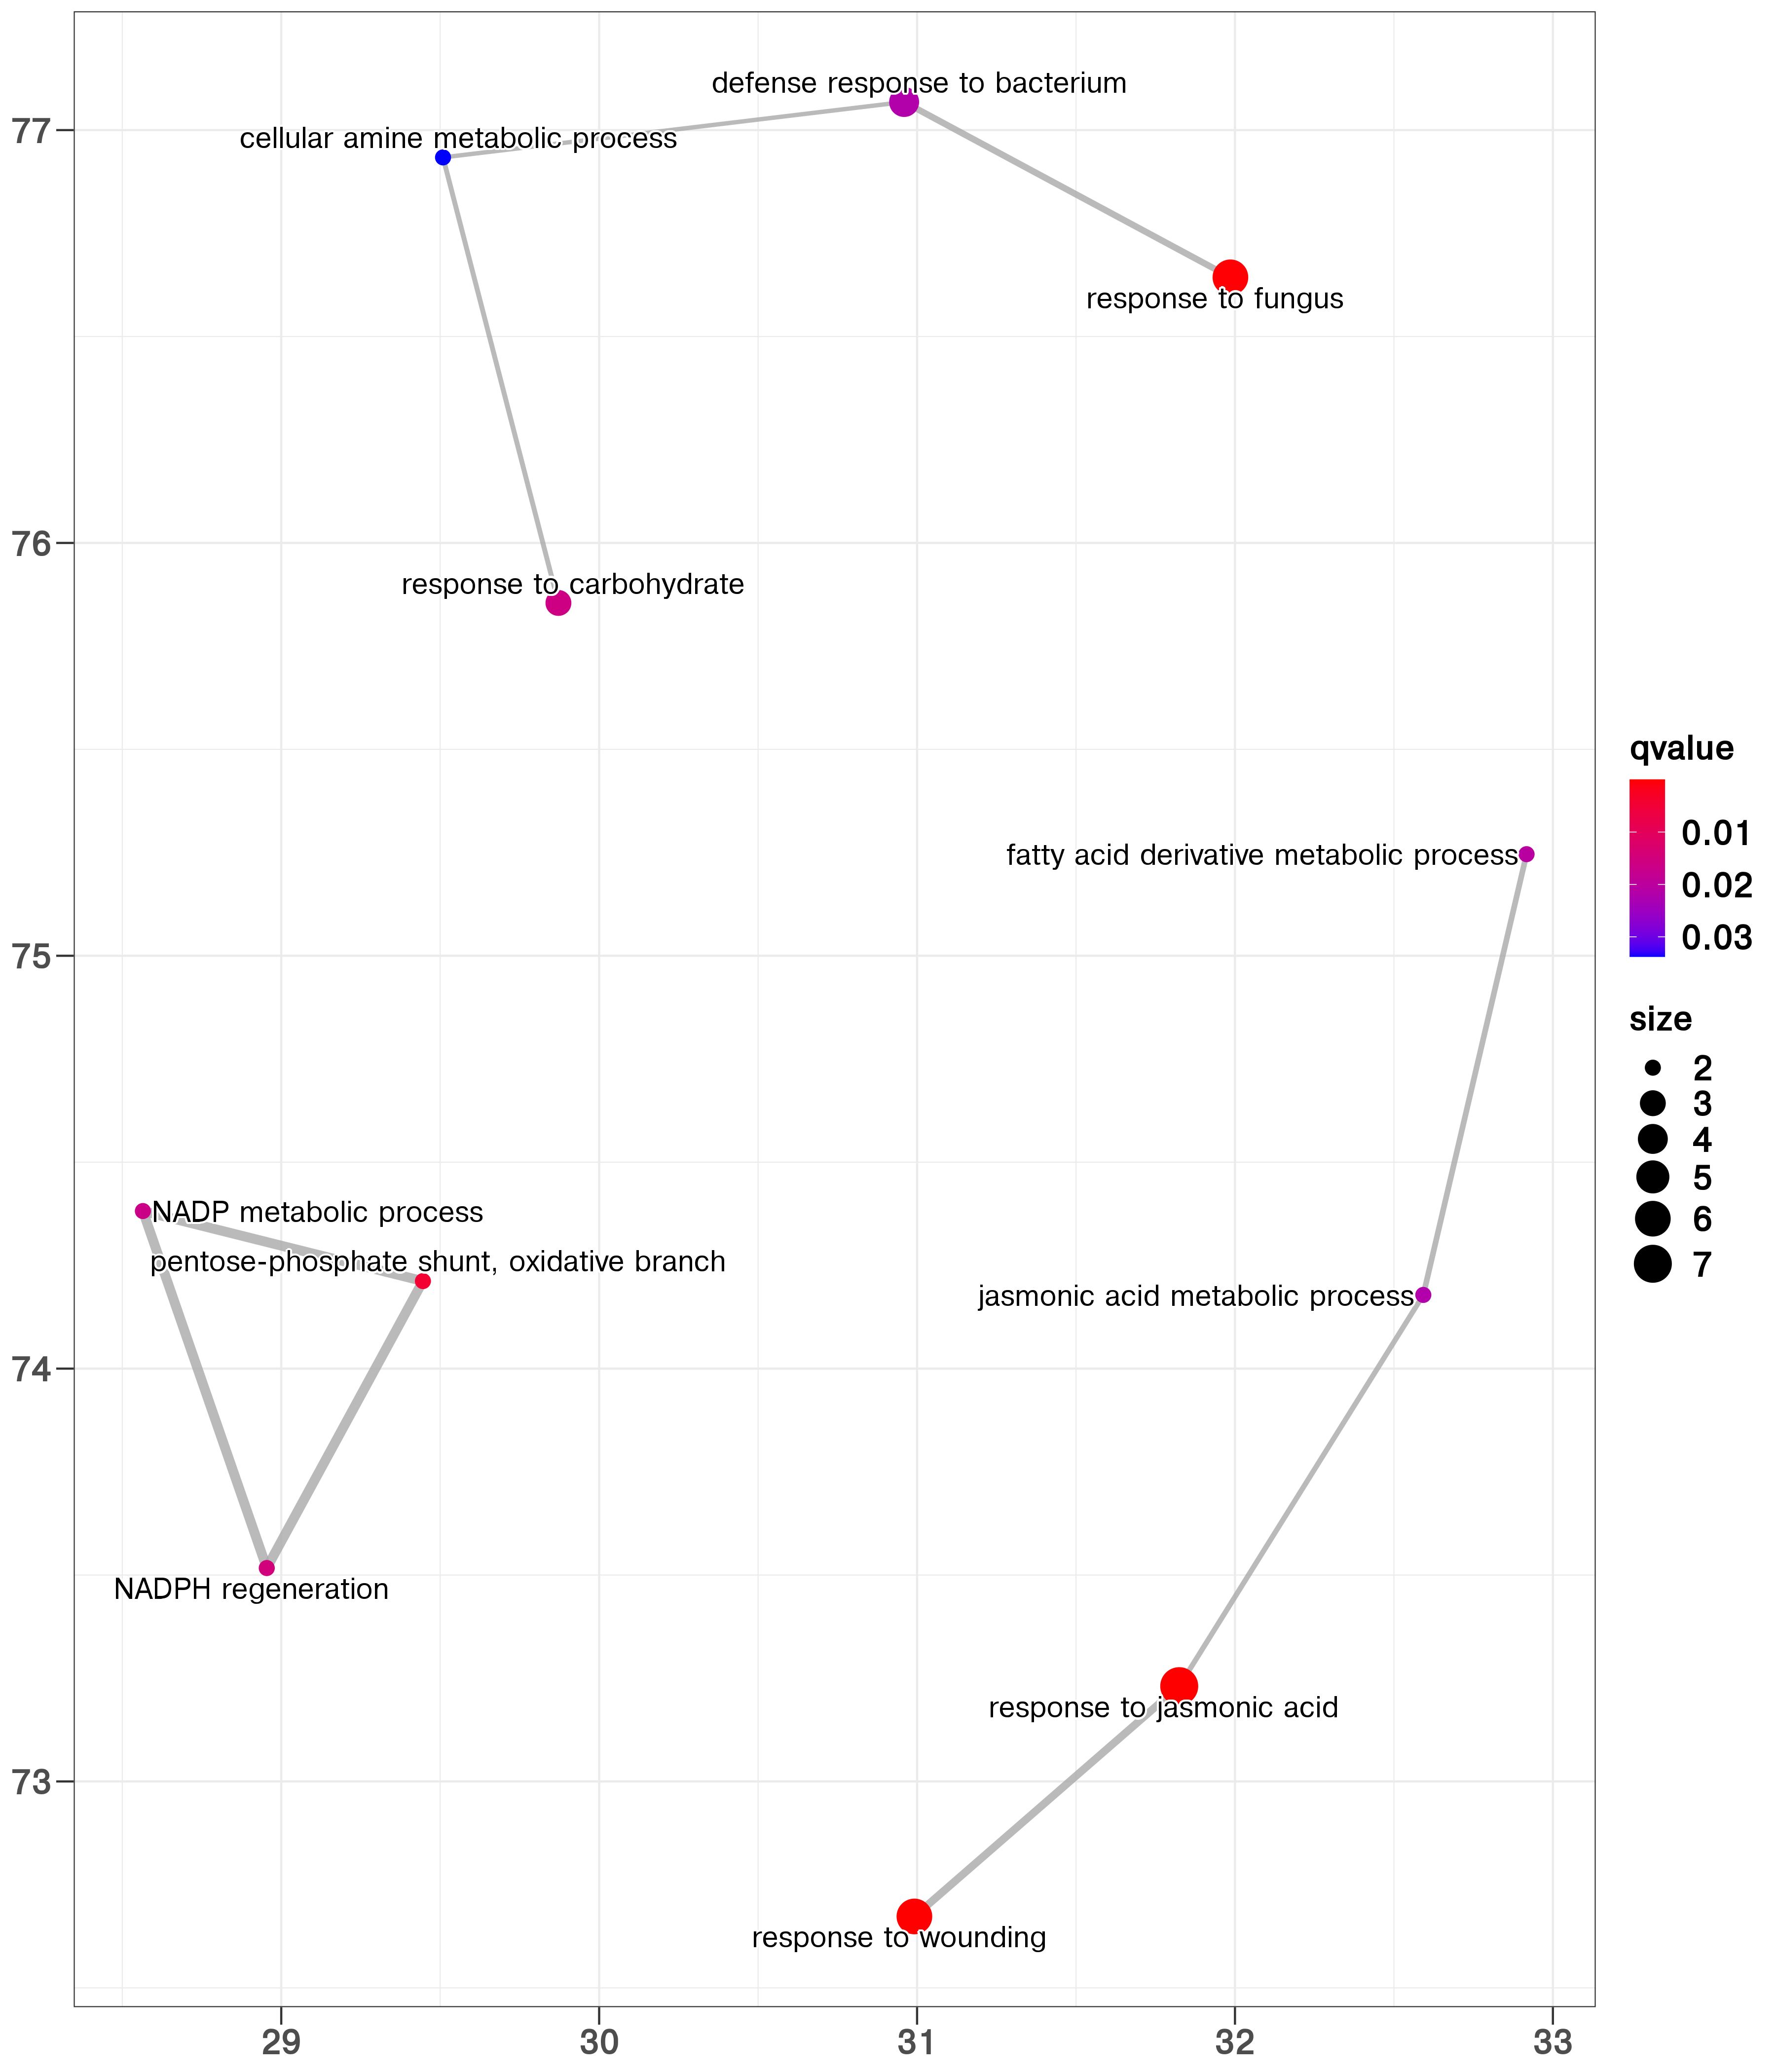 defense response to bacterium
77
cellular amine metabolic process
response to fungus
76
response to carbohydrate
qvalue
0.01
fatty acid derivative metabolic process
0.02
0.03
75
size
2
3
4
5
6
7
NADP metabolic process
pentose-phosphate shunt, oxidative branch
jasmonic acid metabolic process
74
NADPH regeneration
response to jasmonic acid
73
response to wounding
29 30 31 32 33